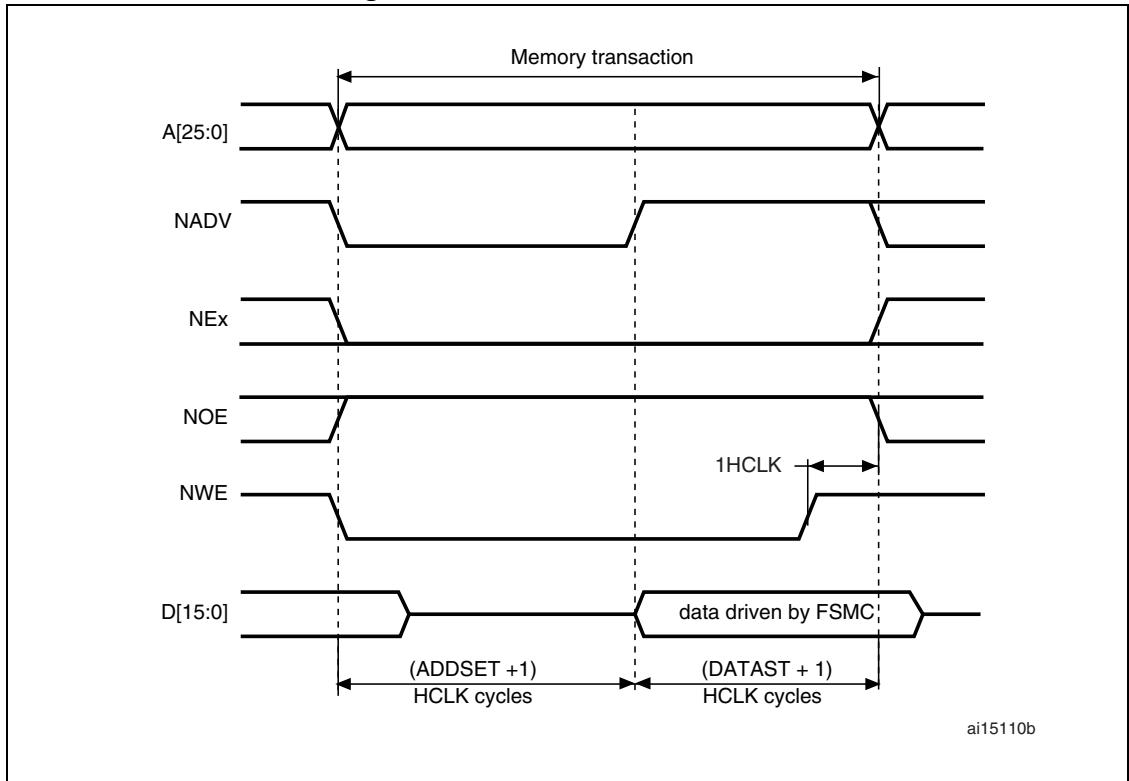 Memory transaction
A[25:0]
NADV
NEx
NOE
1HCLK
NWE
D[15:0]
data driven by FSMC
(ADDSET +1)
HCLK cycles
(DATAST + 1)
HCLK cycles
ai15110b